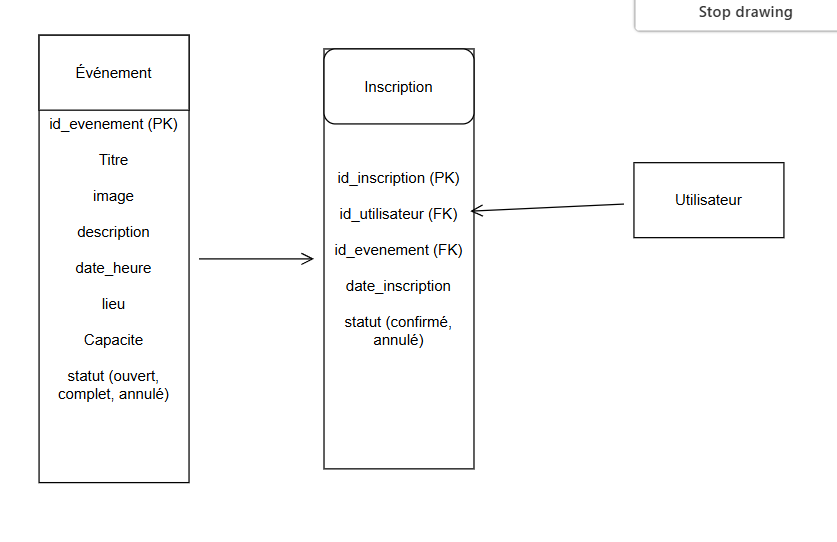 Stop drawing
Événement
id_evenement (PK)
Titre
image
description
date_heure
lieu
Capacite
statut (ouvert,
complet, annulé)
Inscription
id_inscription (PK)
id_utilisateur (FK)
id_evenement (FK)
date_inscription
statut (confirmé,
annulé)
Utilisateur